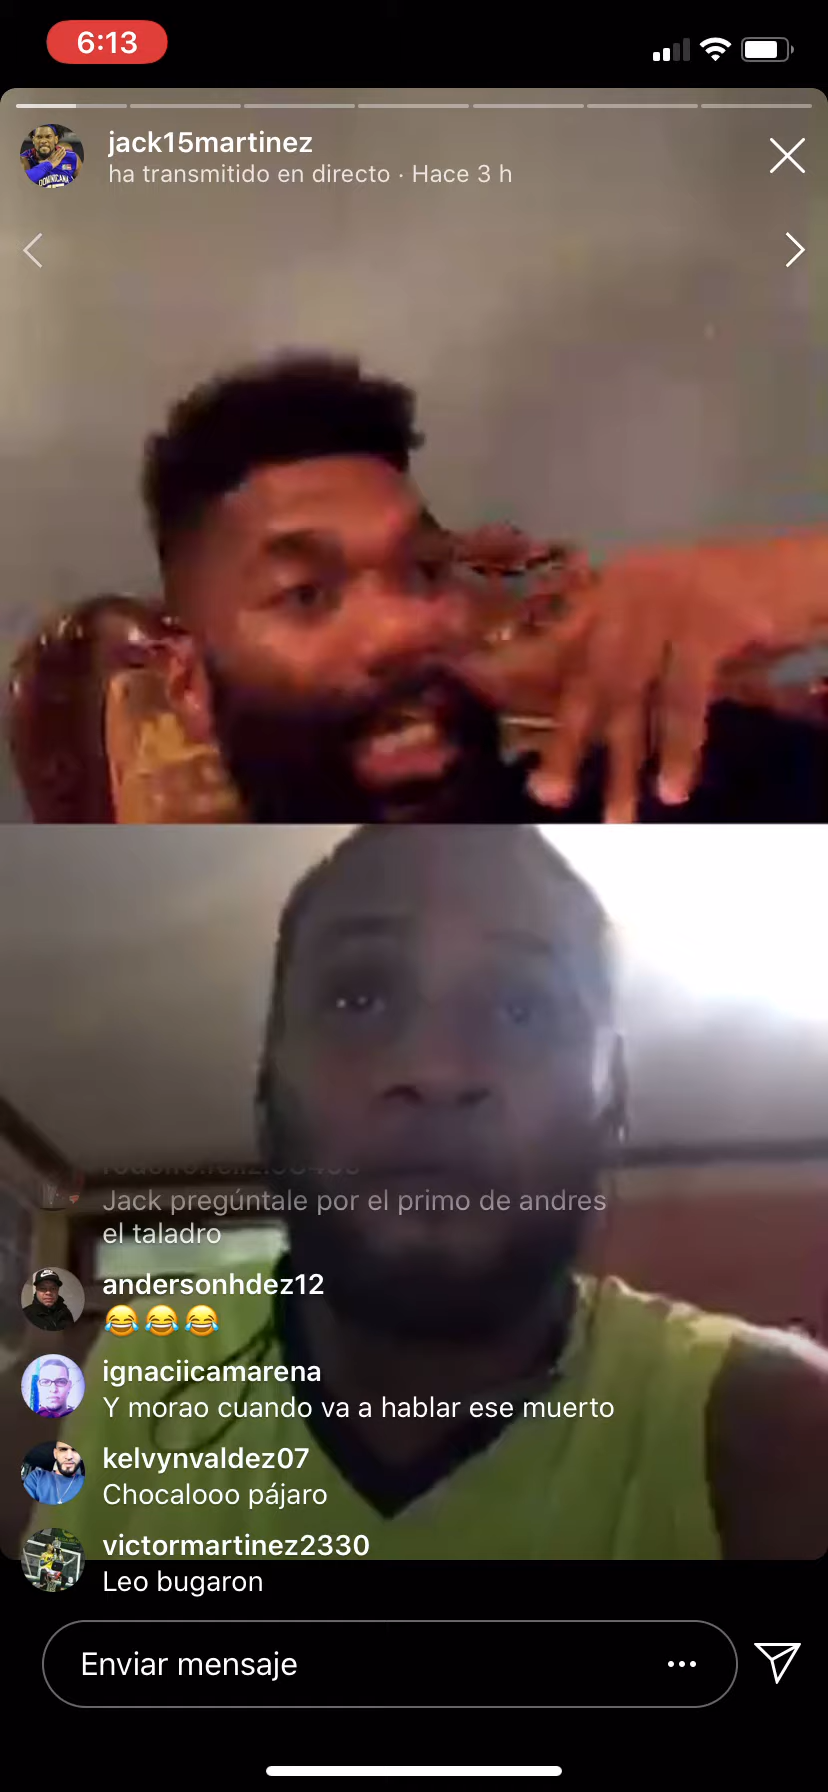 6:13
jack15martinez
ha transmitido en directo · Hace 3 h
DOMINICANA
Jack pregúntale por el primo de andres
el taladro
andersonhdez12
😂😂😂
ignaciicamarena
Y morao cuando va a hablar ese muerto
kelvynvaldez07
Chocalooo pájaro
victormartinez2330
Leo bugaron
Enviar mensaje